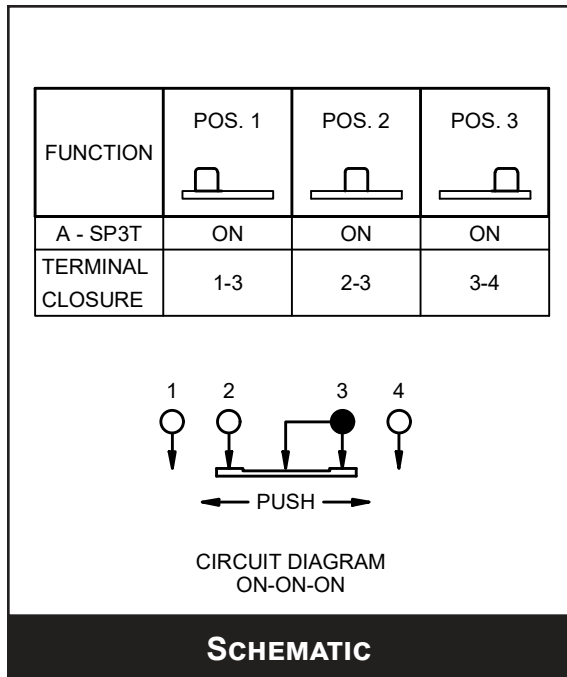 FUNCTION
POS. 1
POS. 2
POS. 3
A - SP3T
ON
ON
ON
TERMINAL
CLOSURE
1-3
2-3
3-4
1
2
3
4
PUSH
CIRCUIT DIAGRAM
ON-ON-ON
SCHEMATIC